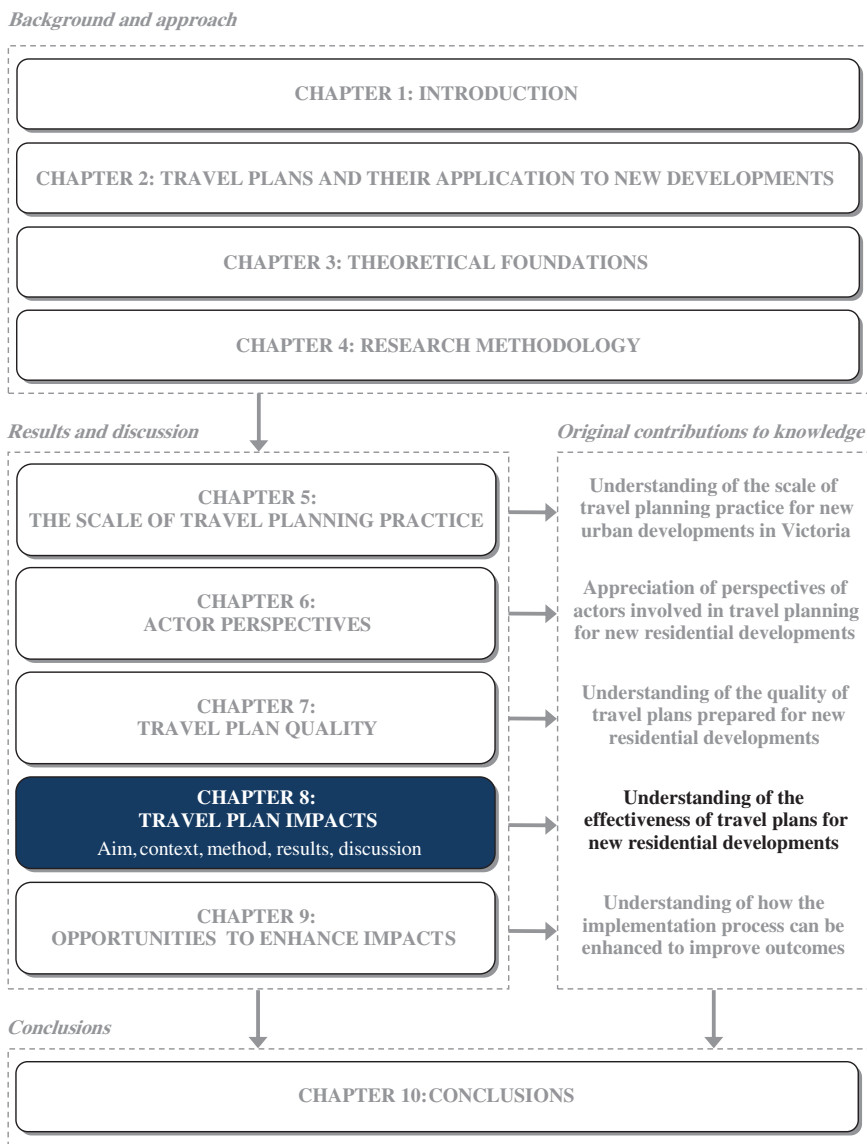 Background and approach
CHAPTER 1: INTRODUCTION
CHAPTER 2: TRAVEL PLANS AND THEIR APPLICATION TO NEW DEVELOPMENTS
CHAPTER 3: THEORETICAL FOUNDATIONS
CHAPTER 4: RESEARCH METHODOLOGY
Results and discussion
Original contributions to knowledge
CHAPTER 5:
THE SCALE OF TRAVEL PLANNING PRACTICE
Understanding of the scale of
travel planning practice for new
urban developments in Victoria
CHAPTER 6:
ACTOR PERSPECTIVES
Appreciation of perspectives of
actors involved in travel planning
for new residential developments
CHAPTER 7:
TRAVEL PLAN QUALITY
Understanding of the quality of
travel plans prepared for new
residential developments
CHAPTER 8:
TRAVEL PLAN IMPACTS
Aim, context, method, results, discussion
Understanding of the
effectiveness of travel plans for
new residential developments
CHAPTER 9:
OPPORTUNITIES TO ENHANCE IMPACTS
Understanding of how the
implementation process can be
enhanced to improve outcomes
Conclusions
CHAPTER 10:CONCLUSIONS